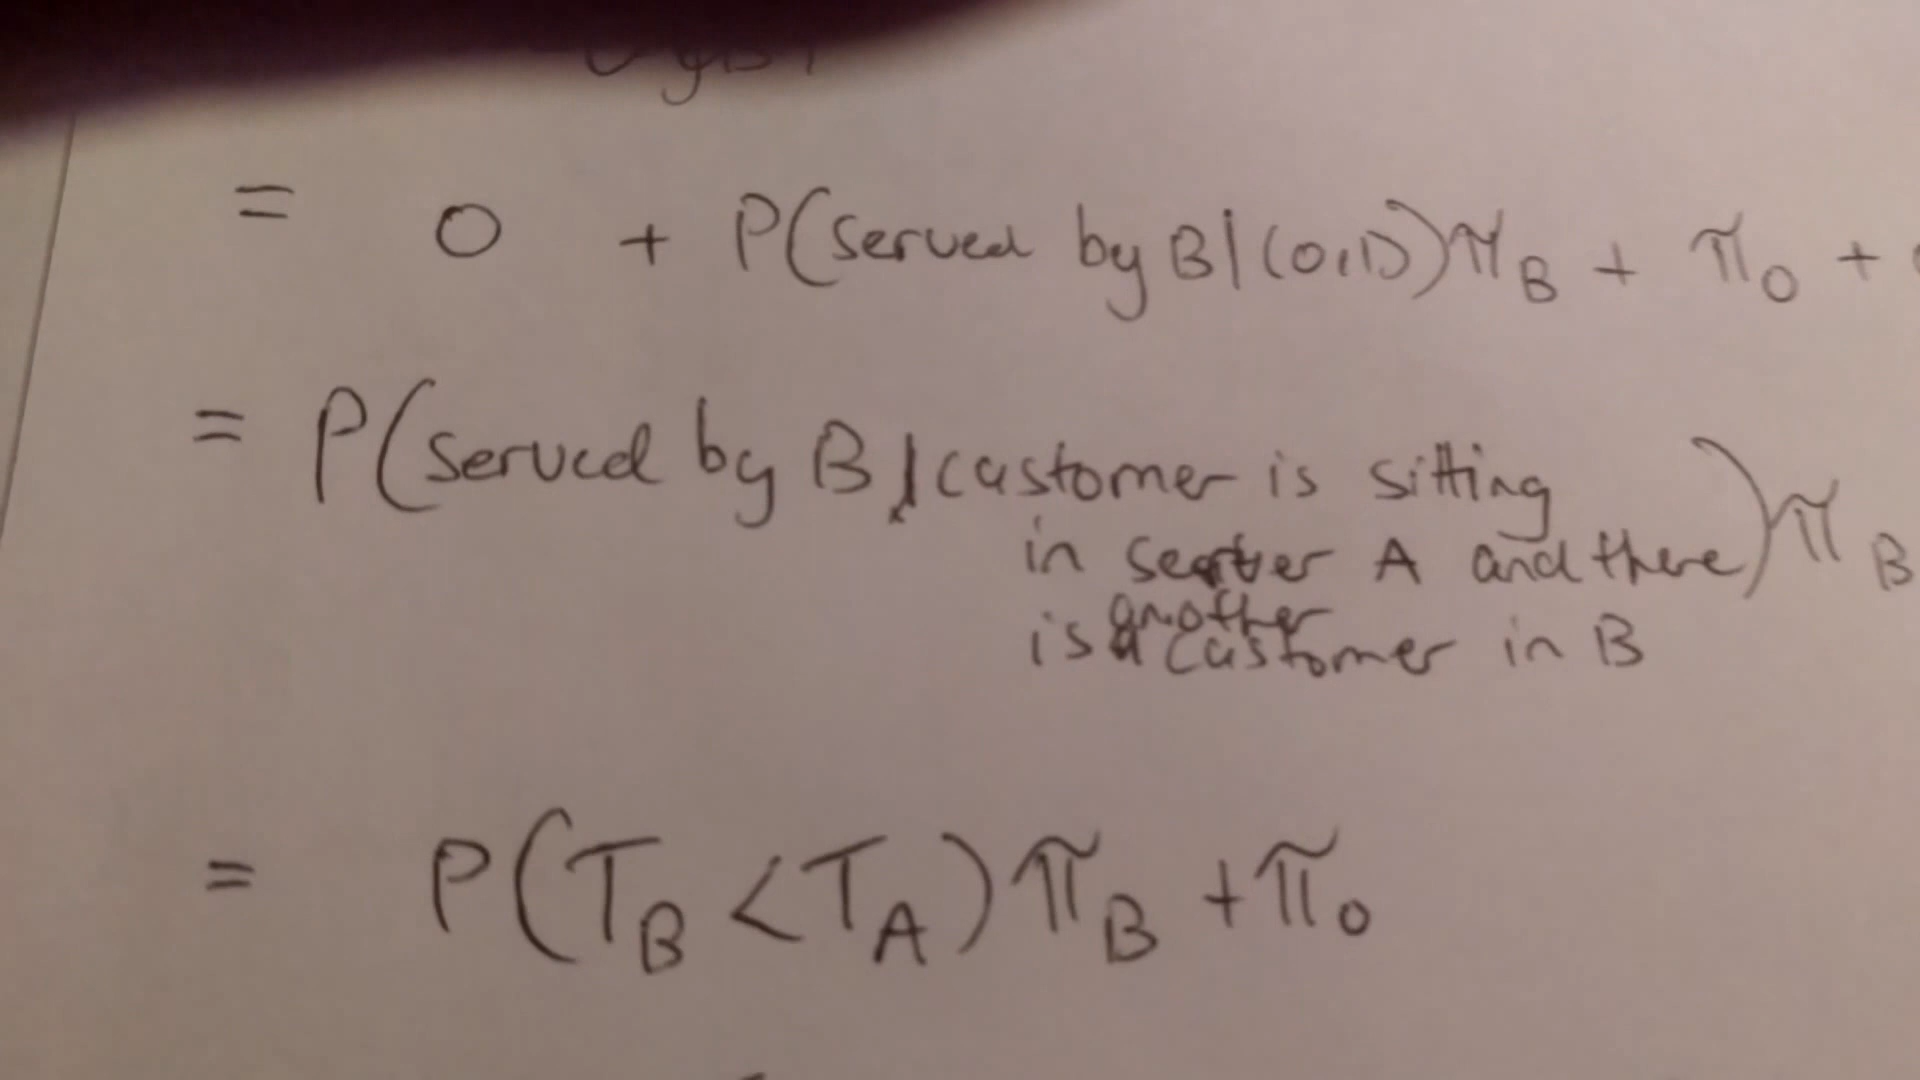 = 0 + P(served by B|(0,1))π_B + π_0 +
= P(served by B | customer is sitting
in server A and there)π_B
is another customer in B
= P(T_B < T_A)π_B + π_0